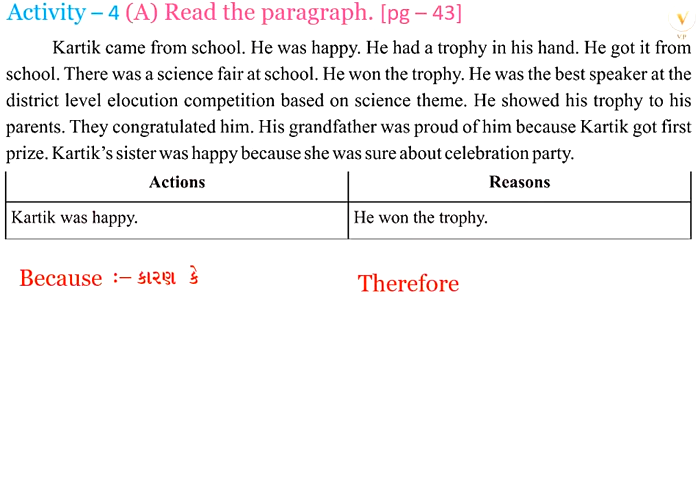 Activity – 4 (A) Read the paragraph. [pg – 43]
V
VP
Kartik came from school. He was happy. He had a trophy in his hand. He got it from
school. There was a science fair at school. He won the trophy. He was the best speaker at the
district level elocution competition based on science theme. He showed his trophy to his
parents. They congratulated him. His grandfather was proud of him because Kartik got first
prize. Kartik’s sister was happy because she was sure about celebration party.
Actions Reasons
Kartik was happy. He won the trophy.
Because :– કારણ કે Therefore